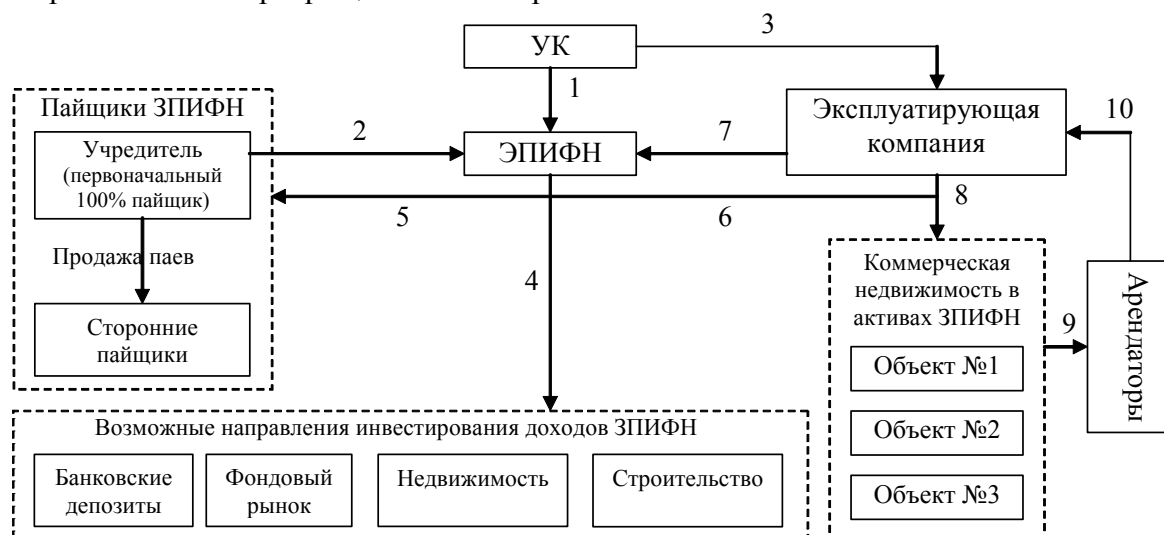 УК
3
1
Пайщики ЗПИФН
Учредитель
(первоначальный
100% пайщик)
2
ЭПИФН
7
Эксплуатирующая
компания
10
5
6
8
Продажа паев
4
Сторонние
пайщики
Коммерческая
недвижимость в
активах ЗПИФН
Объект №1
Объект №2
Объект №3
9
Арендаторы
Возможные направления инвестирования доходов ЗПИФН
Банковские
депозиты
Фондовый
рынок
Недвижимость
Строительство